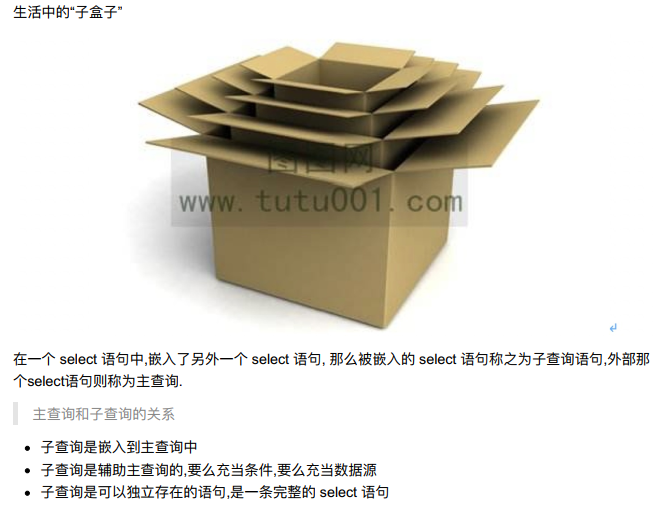 生活中的“子盒子”
图图网
www.tutu001.com
在一个 select 语句中,嵌入了另外一个 select 语句, 那么被嵌入的 select 语句称之为子查询语句,外部那
个select语句则称为主查询.
主查询和子查询的关系
子查询是嵌入到主查询中
子查询是辅助主查询的,要么充当条件,要么充当数据源
子查询是可以独立存在的语句,是一条完整的 select 语句